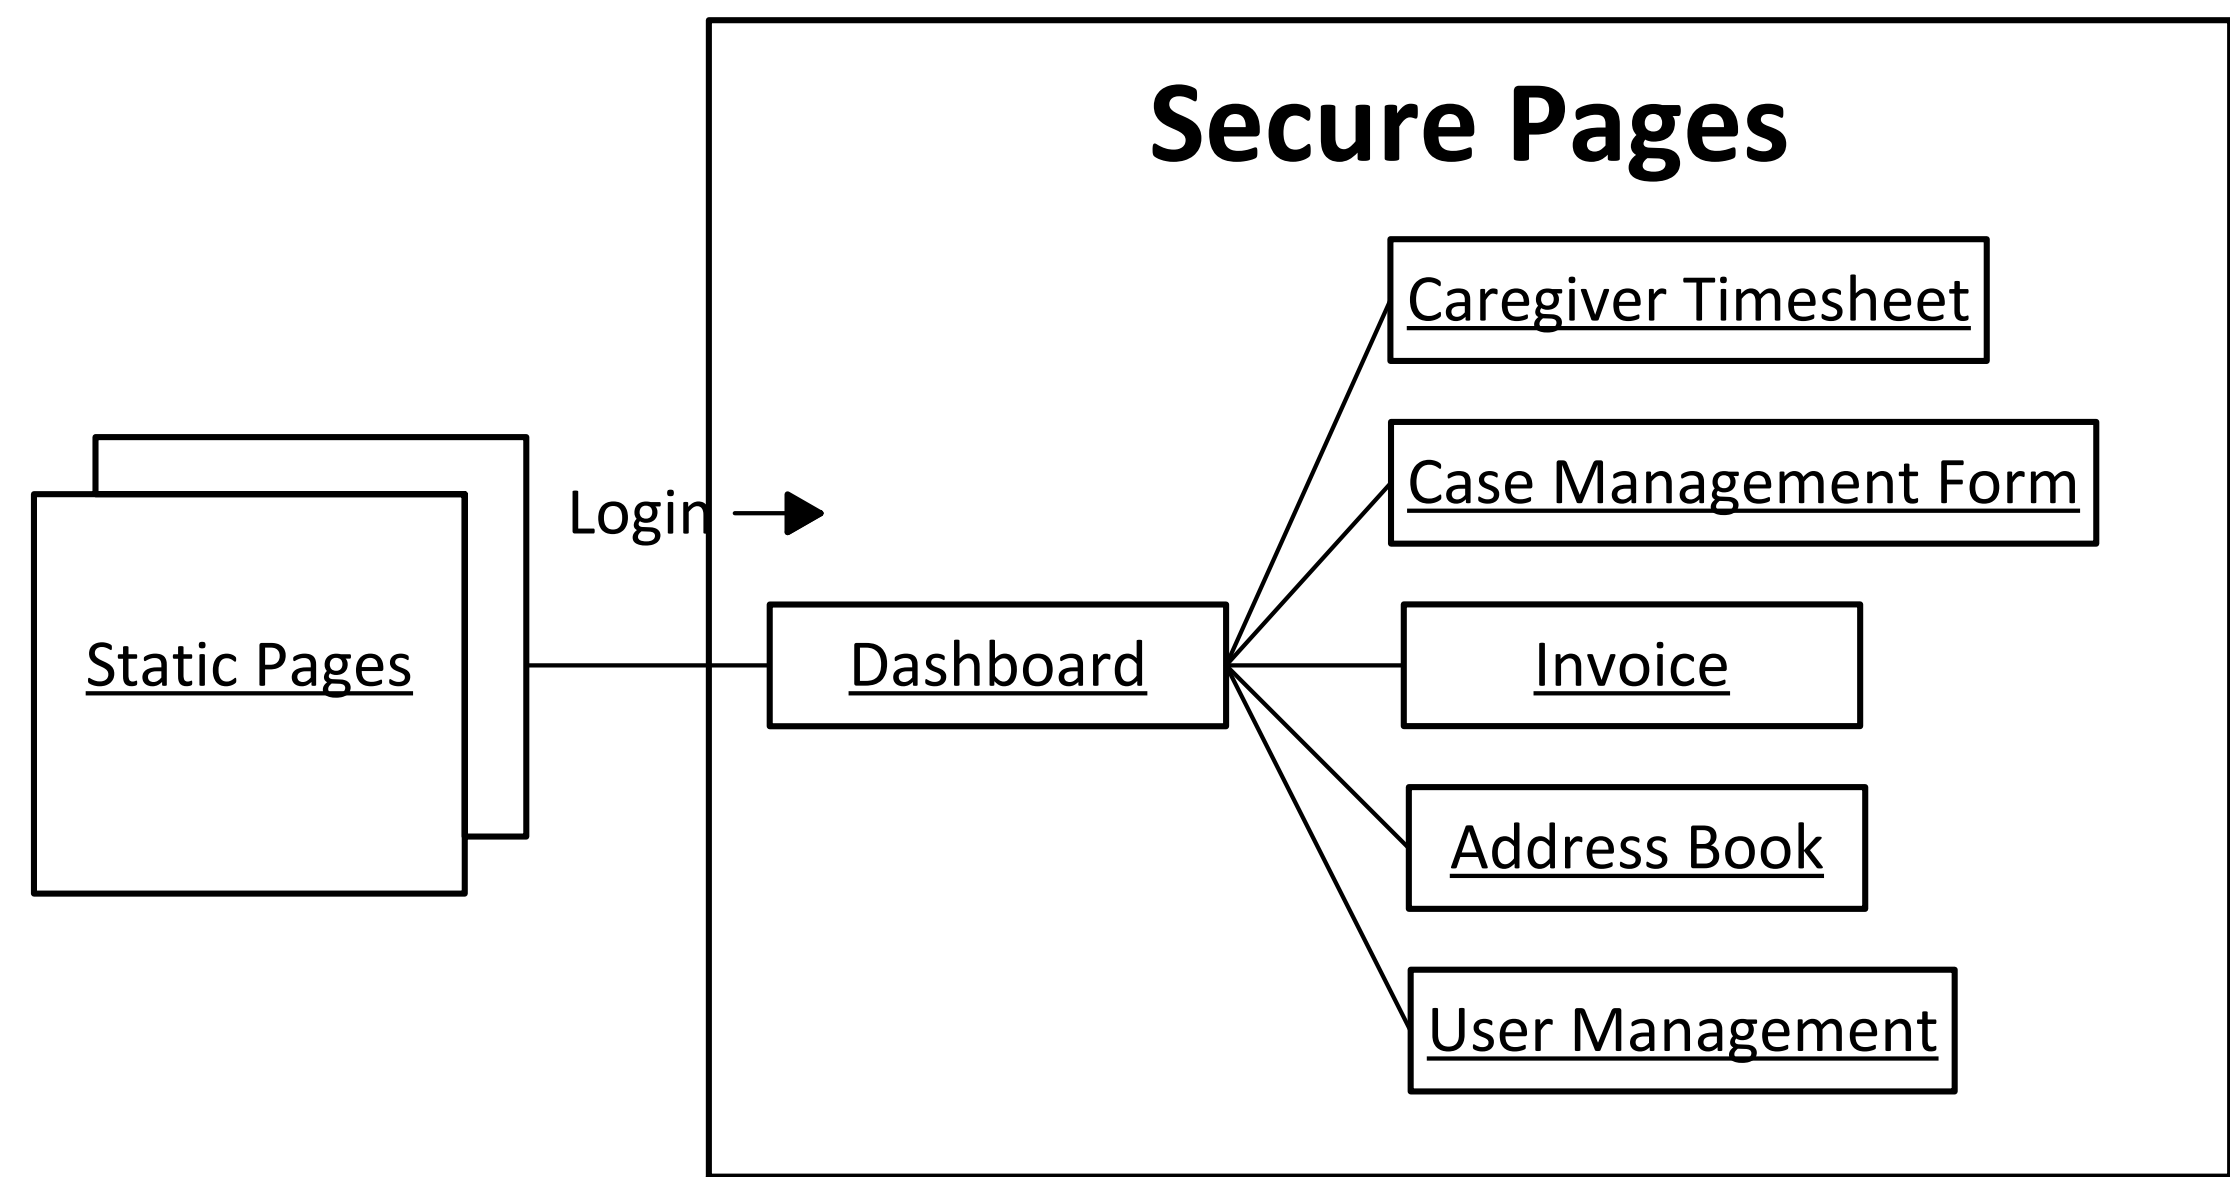 Secure Pages
Caregiver Timesheet
Case Management Form
Login
Static Pages
Dashboard
Invoice
Address Book
User Management